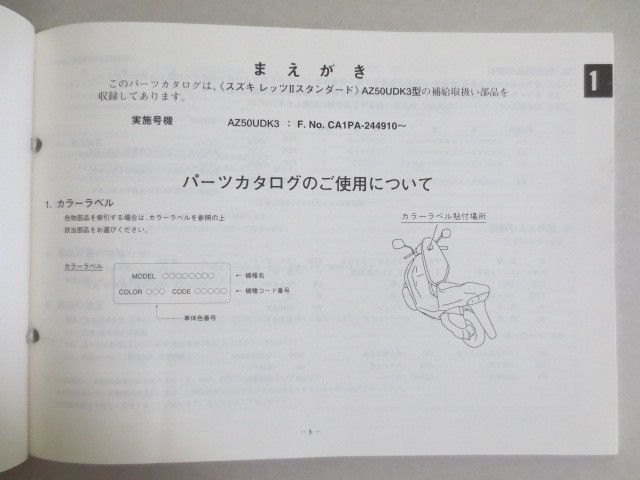 まえがき
1
このパーツカタログは、〈スズキ レッツIIスタンダード〉AZ50UDK3型の補給取扱い部品を
収録してあります。
実施号機 AZ50UDK3 : F. No. CA1PA-244910～
パーツカタログのご使用について
1. カラーラベル
色物部品を索引する場合は、カラーラベルを参照の上
該当部品をお選びください。
カラーラベル貼付場所
カラーラベル
MODEL ○○○○○○○○ ← 機種名
COLOR ○○○ CODE ○○○○○ ← 機種コード番号
車体色番号
— 1 —